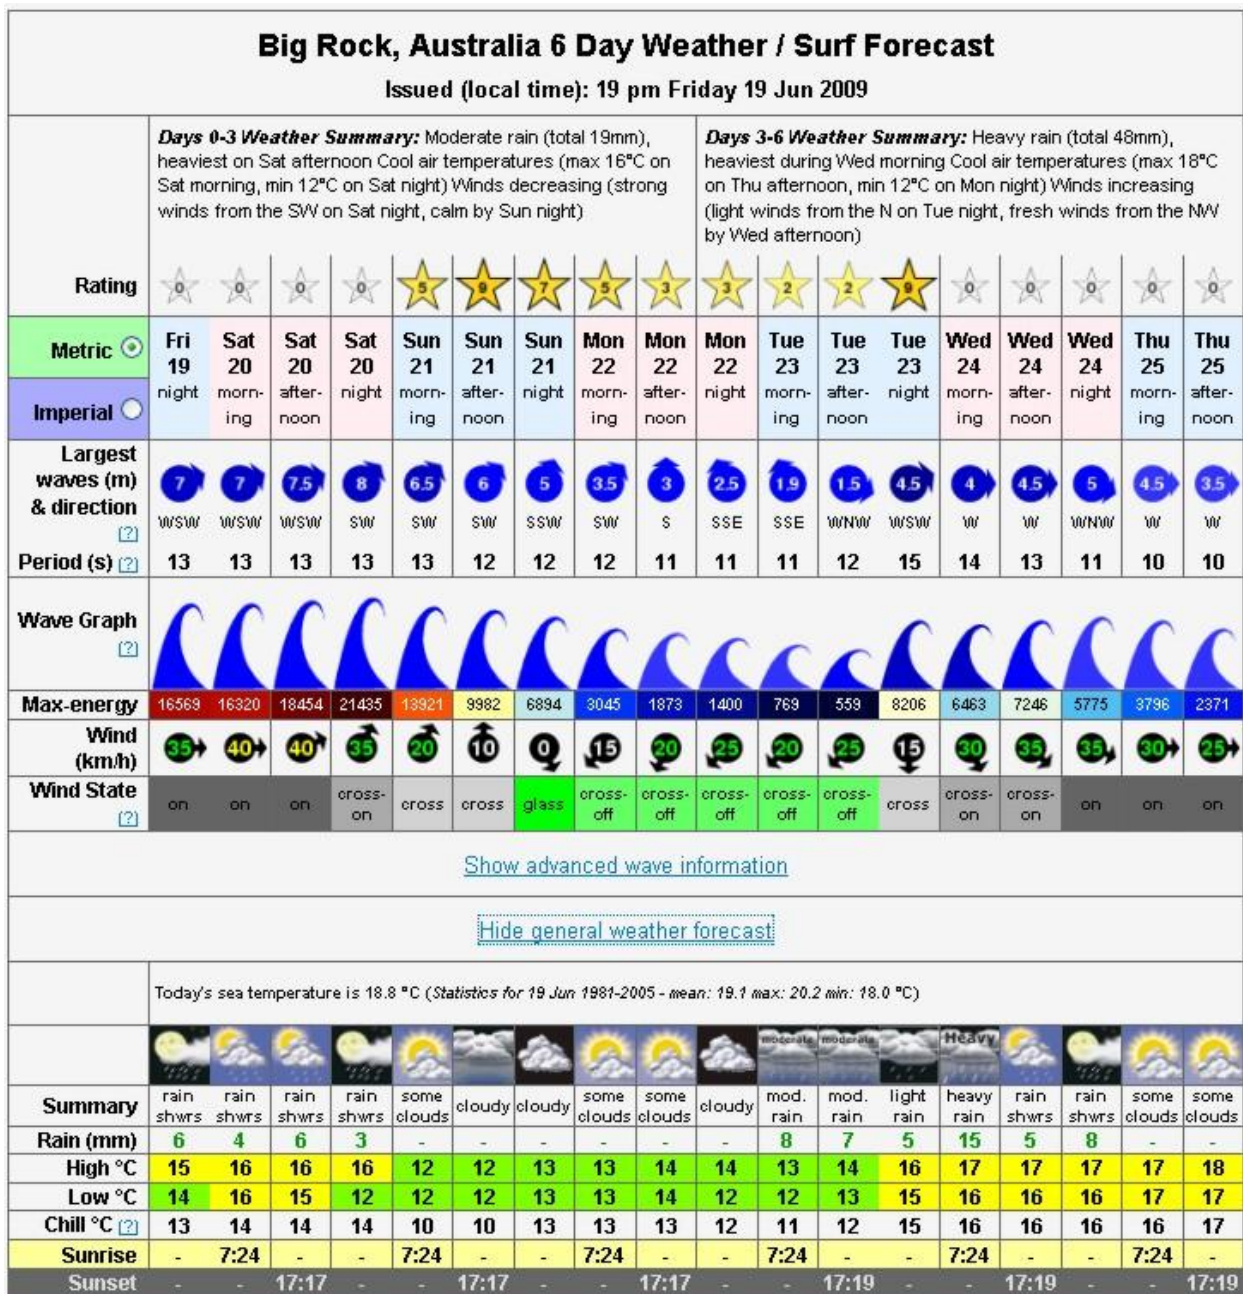 Big Rock, Australia 6 Day Weather / Surf Forecast
Issued (local time): 19 pm Friday 19 Jun 2009
Days 0-3 Weather Summary: Moderate rain (total 19mm),
heaviest on Sat afternoon Cool air temperatures (max 16°C on
Sat morning, min 12°C on Sat night) Winds decreasing (strong
winds from the SW on Sat night, calm by Sun night)
Days 3-6 Weather Summary: Heavy rain (total 48mm),
heaviest during Wed morning Cool air temperatures (max 18°C
on Thu afternoon, min 12°C on Mon night) Winds increasing
(light winds from the N on Tue night, fresh winds from the NW
by Wed afternoon)
Rating 0 0 0 0 5 9 7 5 3 3 2 2 9 0 0 0 0 0
Metric
Imperial
Fri Sat Sat Sat Sun Sun Sun Mon Mon Mon Tue Tue Tue Wed Wed Wed Thu Thu
19 20 20 20 21 21 21 22 22 22 23 23 23 24 24 24 25 25
night morn- after- night morn- after- night morn- after- night morn- after- night morn- after- night morn- after-
ing noon ing noon ing noon ing noon ing noon ing noon
Largest
waves (m)
& direction
[?]
7 7 7.5 8 6.5 6 5 3.5 3 2.5 1.9 1.5 4.5 4 4.5 5 4.5 3.5
WSW WSW WSW SW SW SW SSW SW S SSE SSE WNW WSW W W WNW W W
Period (s) [?] 13 13 13 13 13 12 12 12 11 11 11 12 15 14 13 11 10 10
Wave Graph
[?]
Max-energy 16569 16320 18454 21435 13921 9982 6894 3045 1873 1400 769 559 8206 6463 7246 5775 3796 2371
Wind
(km/h)
35 40 40 35 20 10 0 15 20 25 20 25 15 30 35 35 30 25
Wind State
[?]
on on on cross- cross cross glass cross- cross- cross- cross- cross- cross cross- cross- on on on
on off off off off off on on
Show advanced wave information
Hide general weather forecast
Today's sea temperature is 18.8 °C (Statistics for 19 Jun 1981-2005 - mean: 19.1 max: 20.2 min: 18.0 °C)
moderate moderate Heavy
Summary
rain rain rain rain some cloudy cloudy some some cloudy mod. mod. light heavy rain rain some some
shwrs shwrs shwrs shwrs clouds clouds clouds rain rain rain rain shwrs shwrs clouds clouds
Rain (mm) 6 4 6 3 - - - - - - 8 7 5 15 5 8 - -
High °C 15 16 16 16 12 12 13 13 14 14 13 14 16 17 17 17 17 18
Low °C 14 16 15 12 12 12 13 13 14 12 12 13 15 16 16 16 17 17
Chill °C [?] 13 14 14 14 10 10 13 13 13 12 11 12 15 16 16 16 16 17
Sunrise - 7:24 - - 7:24 - - 7:24 - - 7:24 - - 7:24 - - 7:24 -
Sunset - - 17:17 - - 17:17 - - 17:17 - - 17:19 - - 17:19 - - 17:19